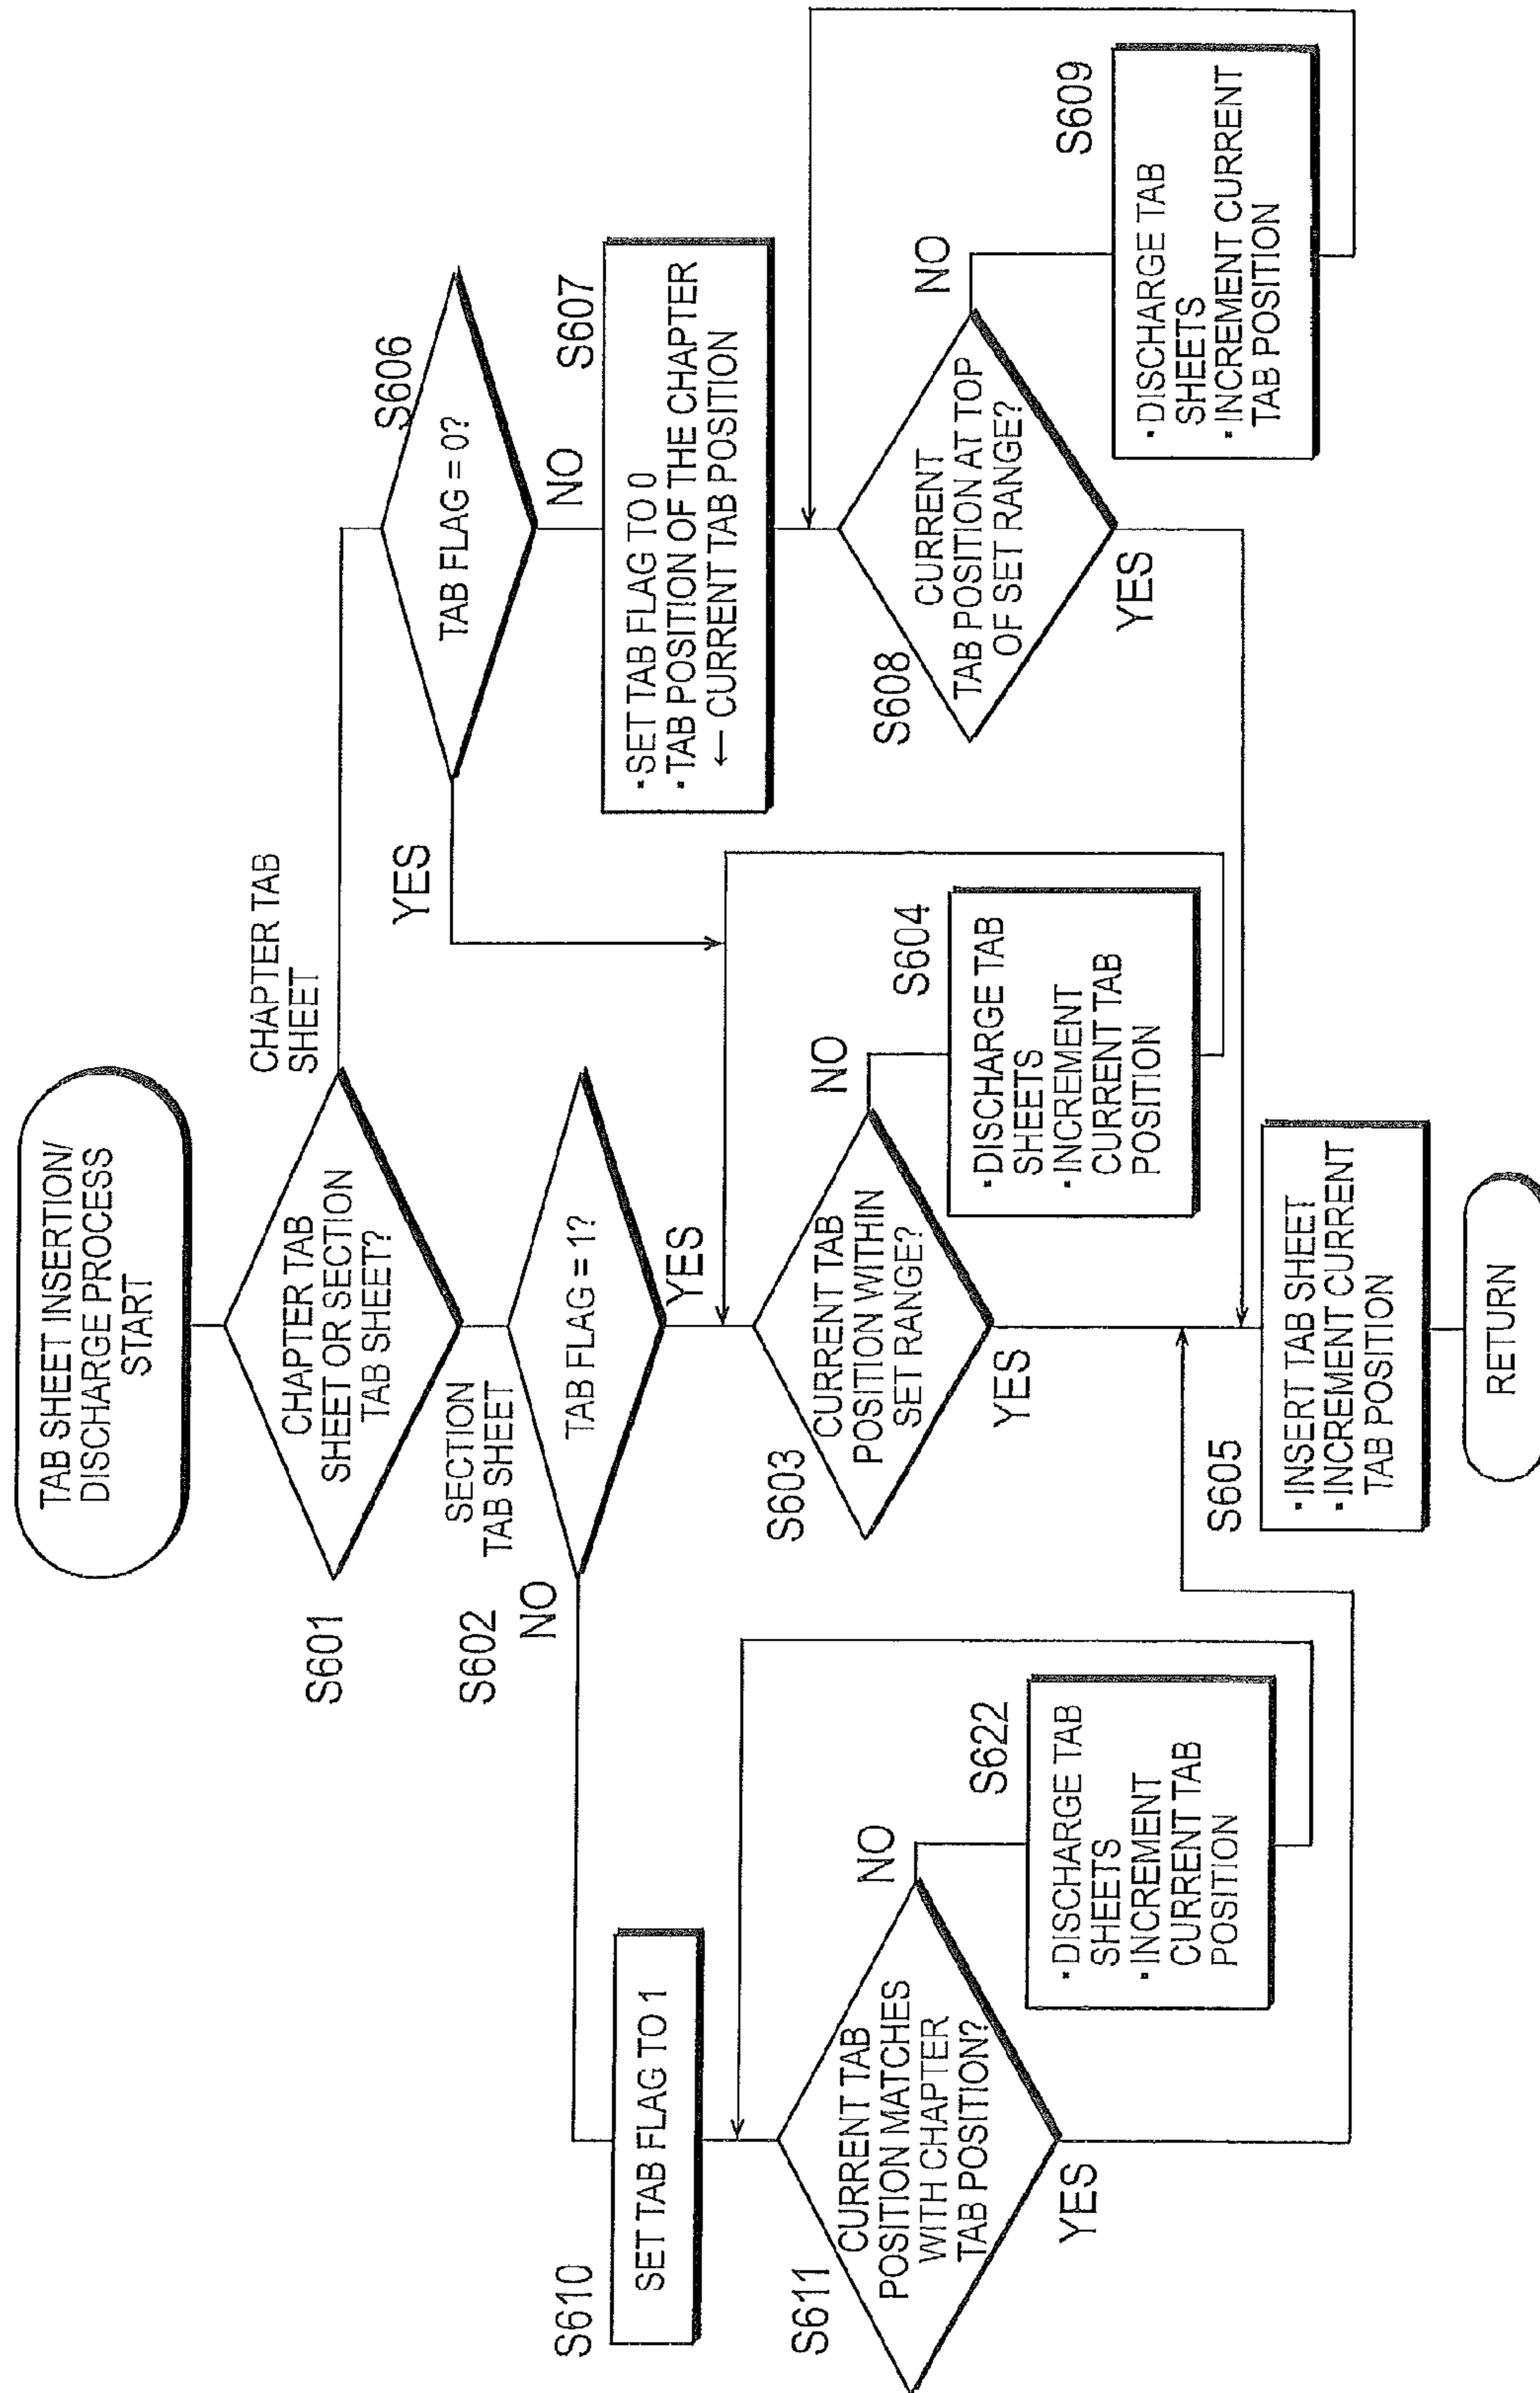 TAB SHEET INSERTION/
DISCHARGE PROCESS
START
S601
CHAPTER TAB
SHEET OR SECTION
TAB SHEET?
CHAPTER TAB
SHEET
SECTION
TAB SHEET
S602
TAB FLAG = 1?
NO
YES
S606
TAB FLAG = 0?
YES
NO
S607
▪SET TAB FLAG TO 0
▪TAB POSITION OF THE CHAPTER
← CURRENT TAB POSITION
S610
SET TAB FLAG TO 1
S611
CURRENT TAB
POSITION MATCHES
WITH CHAPTER
TAB POSITION?
NO
YES
S622
▪DISCHARGE TAB
SHEETS
▪INCREMENT
CURRENT TAB
POSITION
S603
CURRENT TAB
POSITION WITHIN
SET RANGE?
NO
YES
S604
▪DISCHARGE TAB
SHEETS
▪INCREMENT
CURRENT TAB
POSITION
S608
CURRENT
TAB POSITION AT TOP
OF SET RANGE?
NO
YES
S609
▪DISCHARGE TAB
SHEETS
▪INCREMENT CURRENT
TAB POSITION
S605
▪INSERT TAB SHEET
▪INCREMENT CURRENT
TAB POSITION
RETURN